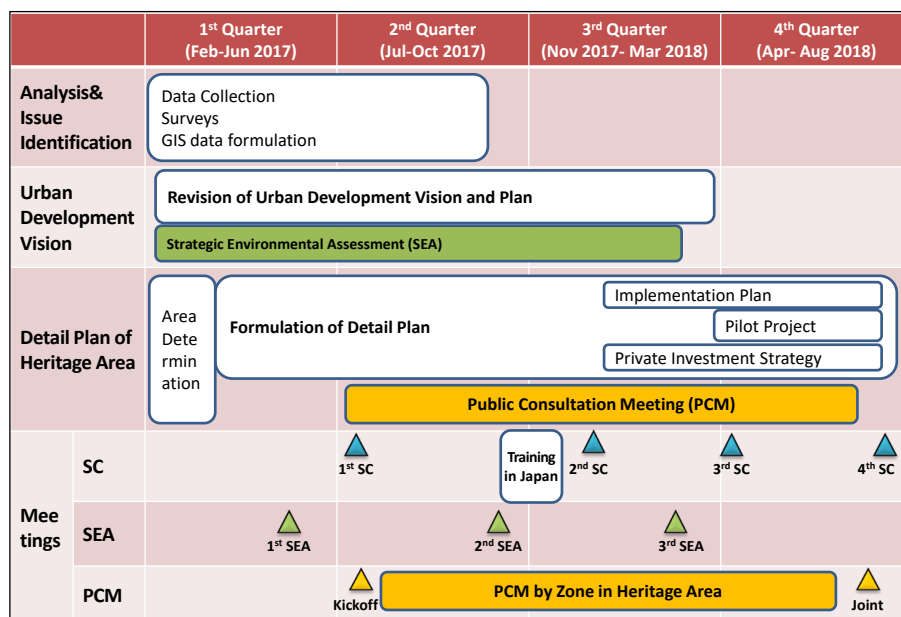 1st Quarter
(Feb-Jun 2017)
2nd Quarter
(Jul-Oct 2017)
3rd Quarter
(Nov 2017- Mar 2018)
4th Quarter
(Apr- Aug 2018)
Analysis&
Issue
Identification
Data Collection
Surveys
GIS data formulation
Urban
Development
Vision
Revision of Urban Development Vision and Plan
Strategic Environmental Assessment (SEA)
Detail Plan of
Heritage Area
Area
Dete
rmin
ation
Formulation of Detail Plan
Implementation Plan
Pilot Project
Private Investment Strategy
Public Consultation Meeting (PCM)
Mee
tings
SC
1st SC
Training
in Japan
2nd SC
3rd SC
4th SC
SEA
1st SEA
2nd SEA
3rd SEA
PCM
Kickoff
PCM by Zone in Heritage Area
Joint